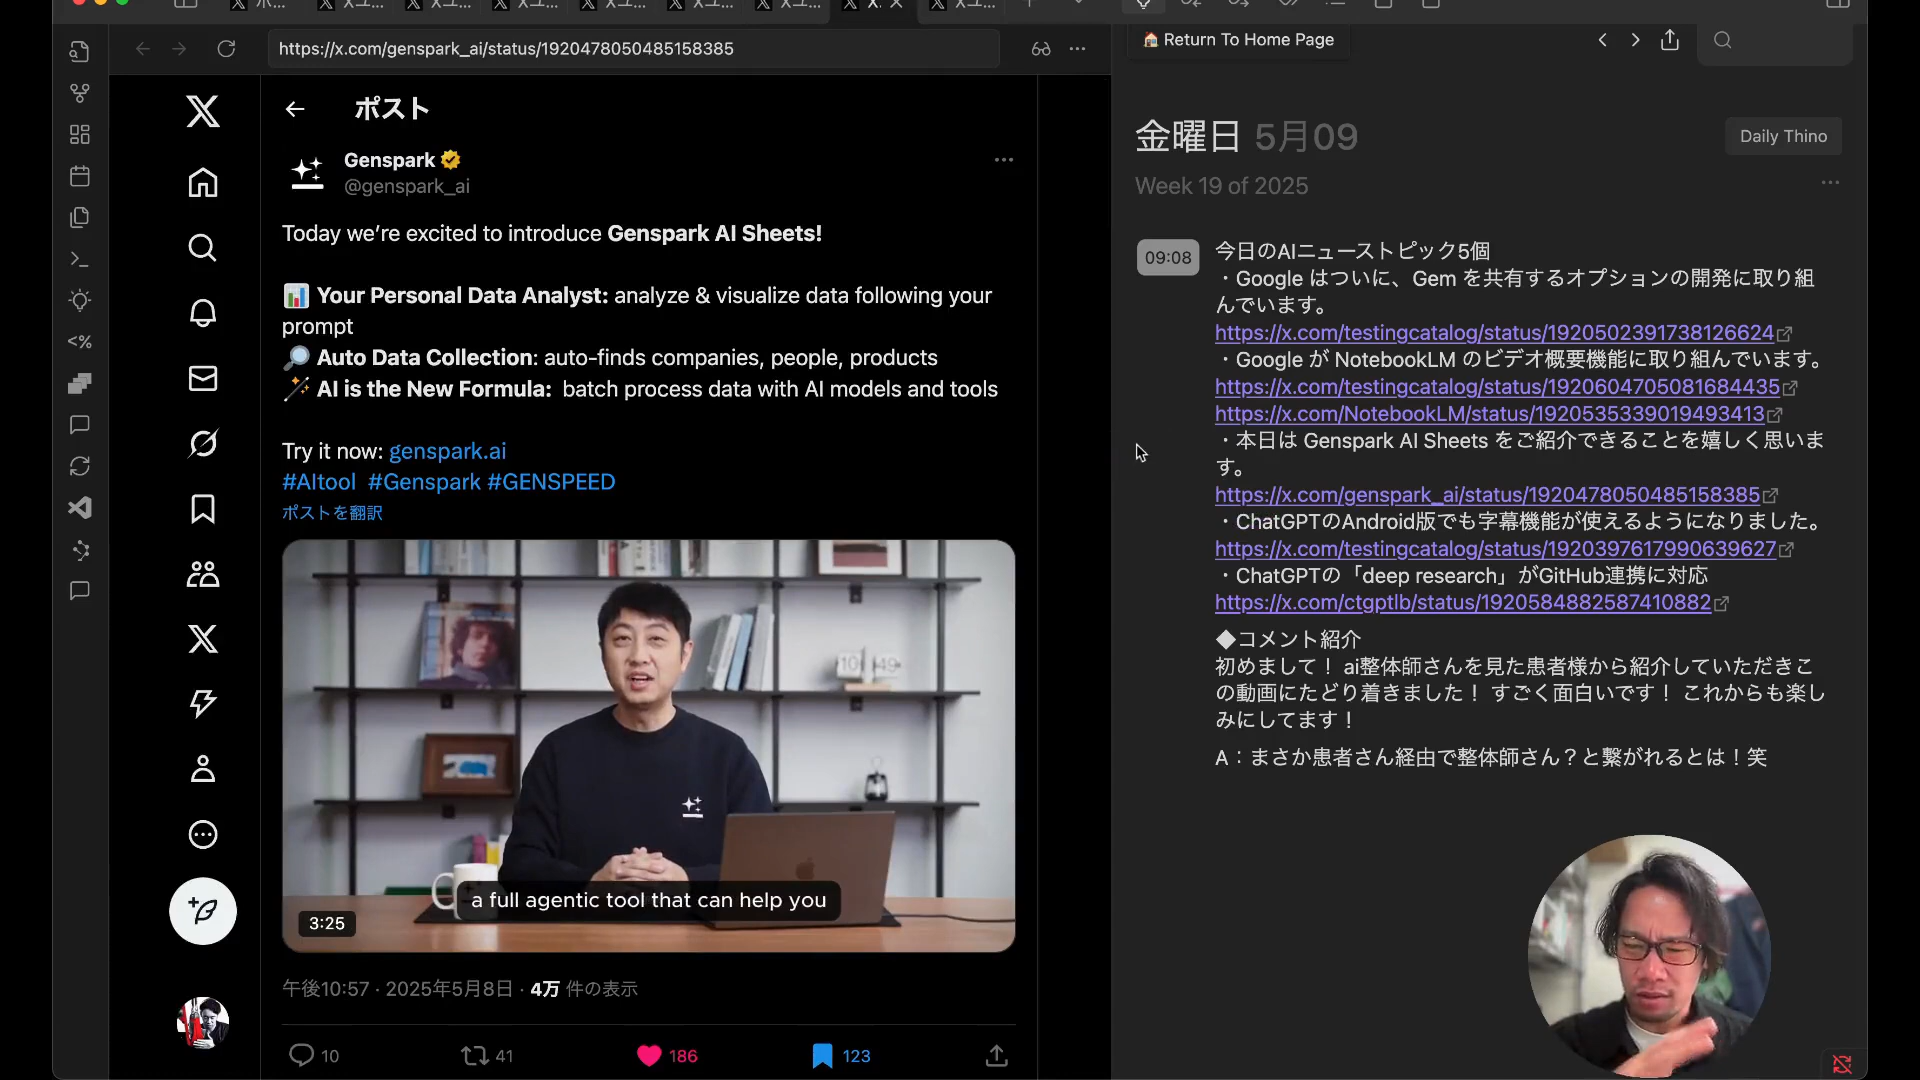 https://x.com/genspark_ai/status/1920478050485158385
ポスト
Genspark
@genspark_ai
Today we’re excited to introduce Genspark AI Sheets!
📊 Your Personal Data Analyst: analyze & visualize data following your
prompt
🔎 Auto Data Collection: auto-finds companies, people, products
🪄 AI is the New Formula: batch process data with AI models and tools
Try it now: genspark.ai
#AItool #Genspark #GENSPEED
ポストを翻訳
a full agentic tool that can help you
3:25
午後10:57 · 2025年5月8日 · 4万 件の表示
10
41
186
123
🏠 Return To Home Page
金曜日 5月09
Daily Thino
Week 19 of 2025
09:08
今日のAIニューストピック5個
・Google はついに、Gem を共有するオプションの開発に取り組
んでいます。
https://x.com/testingcatalog/status/1920502391738126624
・Google が NotebookLM のビデオ概要機能に取り組んでいます。
https://x.com/testingcatalog/status/1920604705081684435
https://x.com/NotebookLM/status/1920535339019493413
・本日は Genspark AI Sheets をご紹介できることを嬉しく思いま
す。
https://x.com/genspark_ai/status/1920478050485158385
・ChatGPTのAndroid版でも字幕機能が使えるようになりました。
https://x.com/testingcatalog/status/1920397617990639627
・ChatGPTの「deep research」がGitHub連携に対応
https://x.com/ctgptlb/status/1920584882587410882
◆コメント紹介
初めまして！ ai整体師さんを見た患者様から紹介していただきこ
の動画にたどり着きました！ すごく面白いです！ これからも楽し
みにしてます！
A：まさか患者さん経由で整体師さん？と繋がれるとは！笑